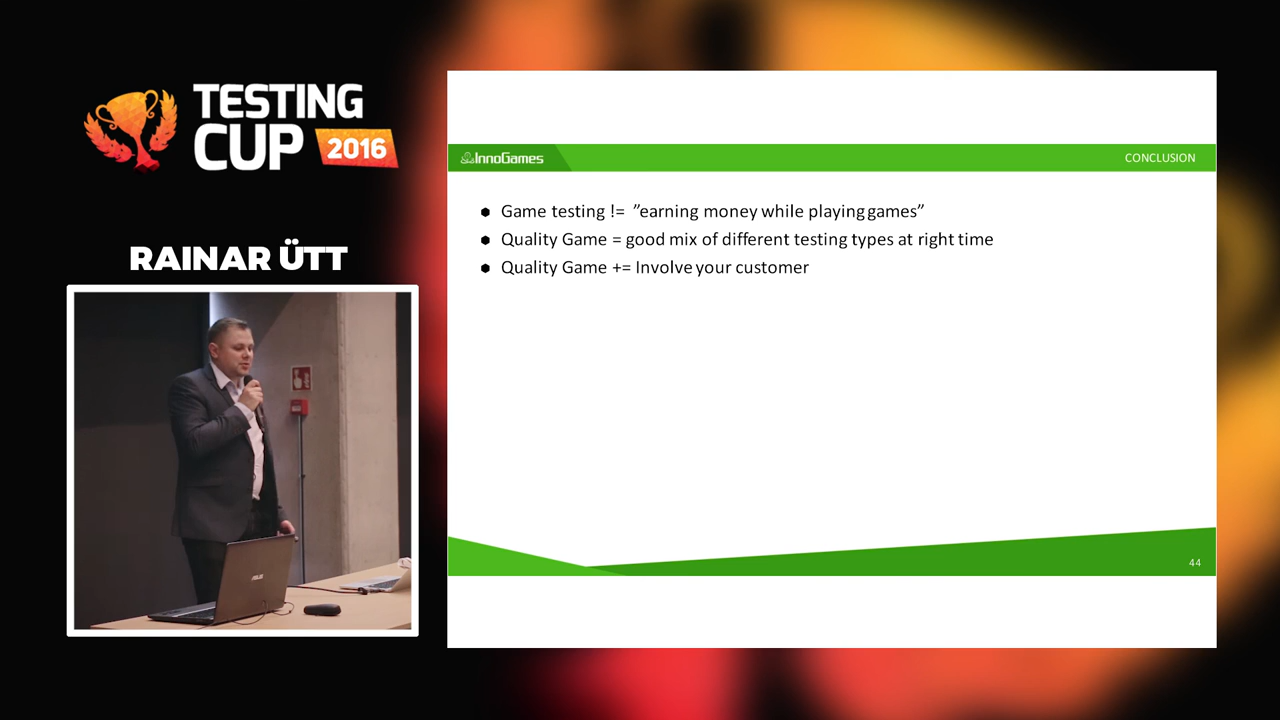 TESTING
CUP 2016
RAINAR ÜTT
ASUS
InnoGames
CONCLUSION
Game testing != ”earning money while playing games”
Quality Game = good mix of different testing types at right time
Quality Game += Involve your customer
44